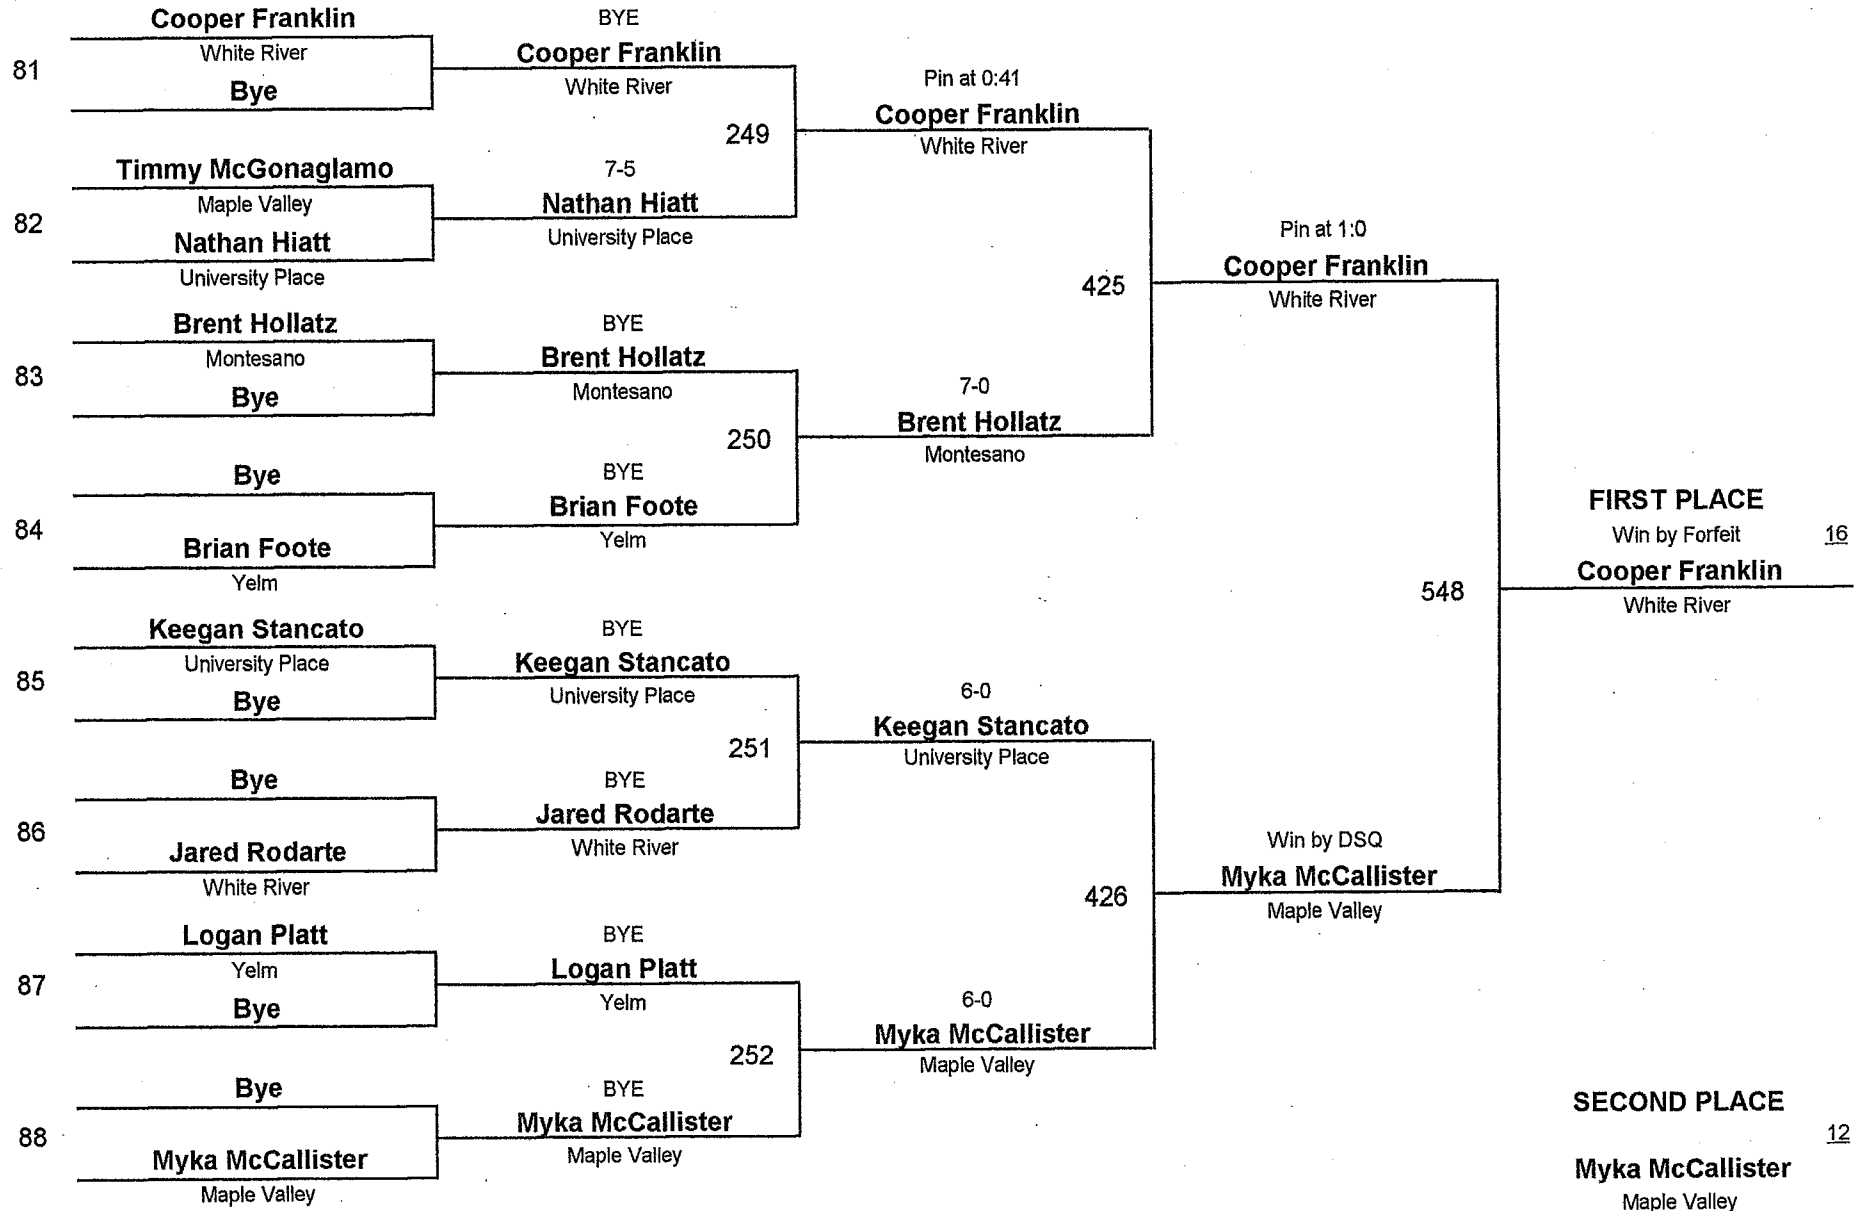 Cooper Franklin
White River
81
Bye
Timmy McGonaglamo
Maple Valley
82
Nathan Hiatt
University Place
Brent Hollatz
Montesano
83
Bye
Bye
84
Brian Foote
Yelm
Keegan Stancato
University Place
85
Bye
Bye
86
Jared Rodarte
White River
Logan Platt
Yelm
87
Bye
Bye
88
Myka McCallister
Maple Valley
BYE
Cooper Franklin
White River
249
7-5
Nathan Hiatt
University Place
BYE
Brent Hollatz
Montesano
250
BYE
Brian Foote
Yelm
BYE
Keegan Stancato
University Place
251
BYE
Jared Rodarte
White River
BYE
Logan Platt
Yelm
252
BYE
Myka McCallister
Maple Valley
Pin at 0:41
Cooper Franklin
White River
425
7-0
Brent Hollatz
Montesano
6-0
Keegan Stancato
University Place
426
6-0
Myka McCallister
Maple Valley
Pin at 1:0
Cooper Franklin
White River
548
Win by DSQ
Myka McCallister
Maple Valley
FIRST PLACE
Win by Forfeit 16
Cooper Franklin
White River
SECOND PLACE
12
Myka McCallister
Maple Valley